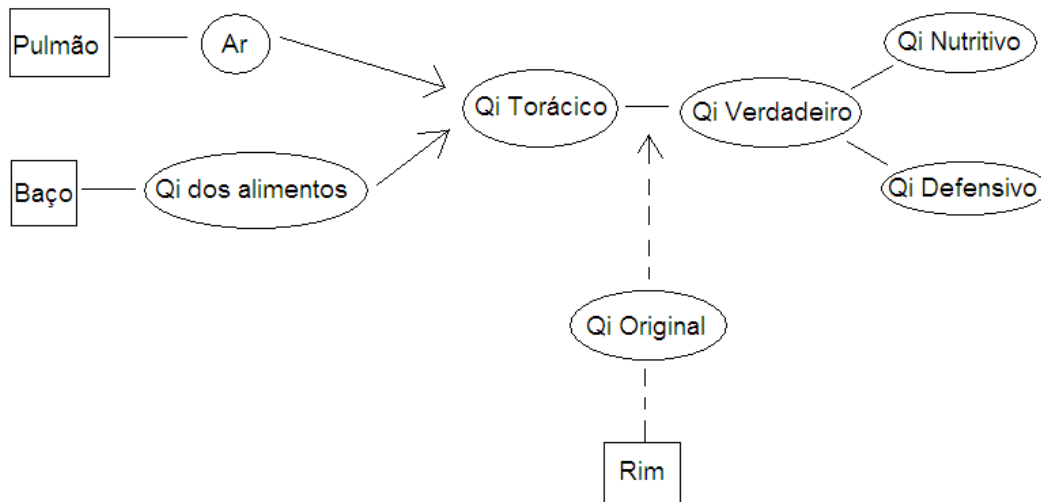 Pulmão
Ar
Qi Nutritivo
Qi Torácico
Qi Verdadeiro
Baço
Qi dos alimentos
Qi Defensivo
Qi Original
Rim